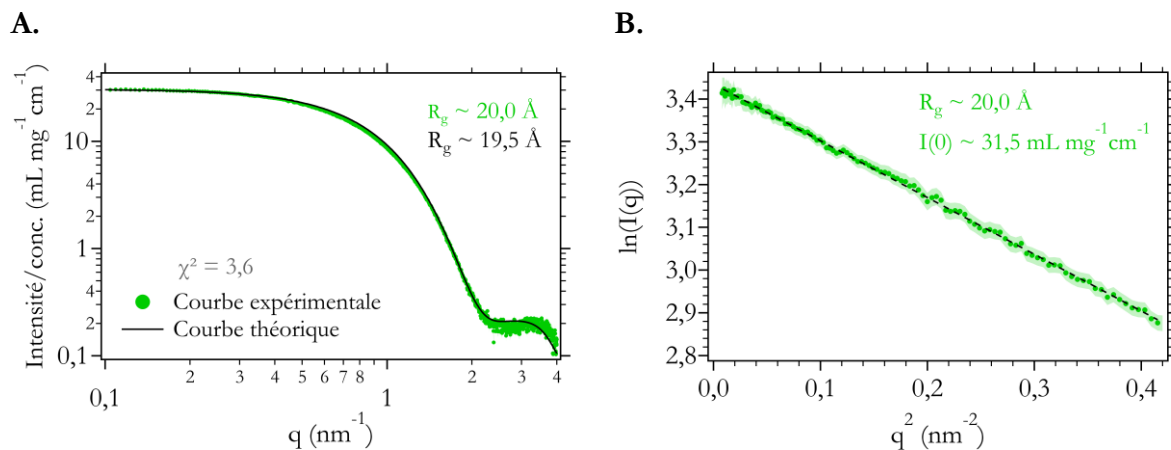 A.
Intensité/conc. (mL mg⁻¹ cm⁻¹)
4
2
10
4
2
1
4
2
0,1
R_g ~ 20,0 Å
R_g ~ 19,5 Å
χ² = 3,6
Courbe expérimentale
Courbe théorique
0,1 2 3 4 5 6 7 8 1 2 3 4
q (nm⁻¹)
B.
ln(I(q))
3,4
3,3
3,2
3,1
3,0
2,9
2,8
R_g ~ 20,0 Å
I(0) ~ 31,5 mL mg⁻¹cm⁻¹
0,0 0,1 0,2 0,3 0,4
q² (nm⁻²)